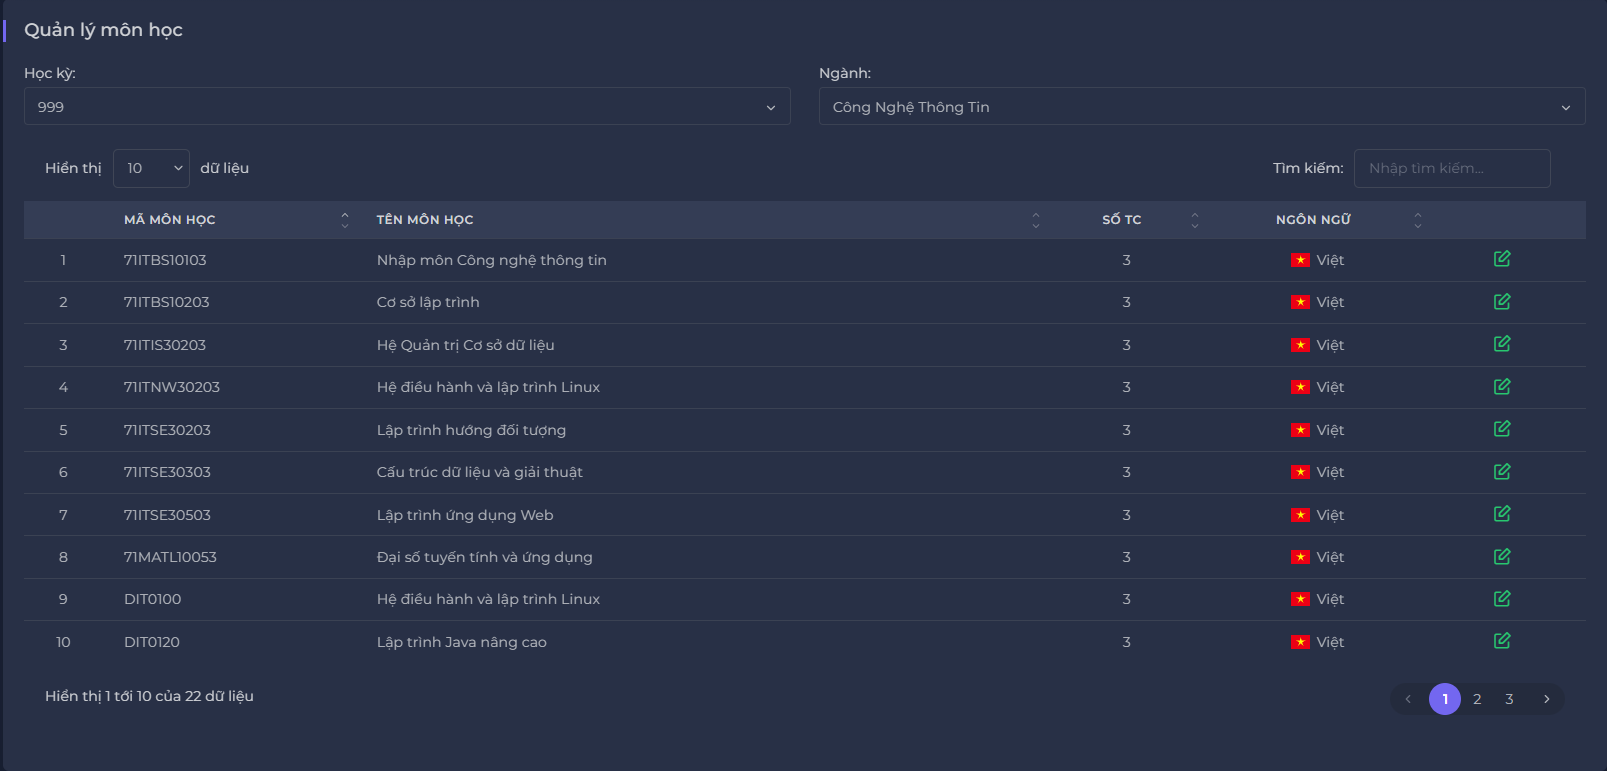 Quản lý môn học
Học kỳ: Ngành:
999 Công Nghệ Thông Tin
Hiển thị 10 dữ liệu Tìm kiếm: Nhập tìm kiếm...
MÃ MÔN HỌC TÊN MÔN HỌC SỐ TC NGÔN NGỮ
1 71ITBS10103 Nhập môn Công nghệ thông tin 3 Việt
2 71ITBS10203 Cơ sở lập trình 3 Việt
3 71ITIS30203 Hệ Quản trị Cơ sở dữ liệu 3 Việt
4 71ITNW30203 Hệ điều hành và lập trình Linux 3 Việt
5 71ITSE30203 Lập trình hướng đối tượng 3 Việt
6 71ITSE30303 Cấu trúc dữ liệu và giải thuật 3 Việt
7 71ITSE30503 Lập trình ứng dụng Web 3 Việt
8 71MATL10053 Đại số tuyến tính và ứng dụng 3 Việt
9 DIT0100 Hệ điều hành và lập trình Linux 3 Việt
10 DIT0120 Lập trình Java nâng cao 3 Việt
Hiển thị 1 tới 10 của 22 dữ liệu 1 2 3